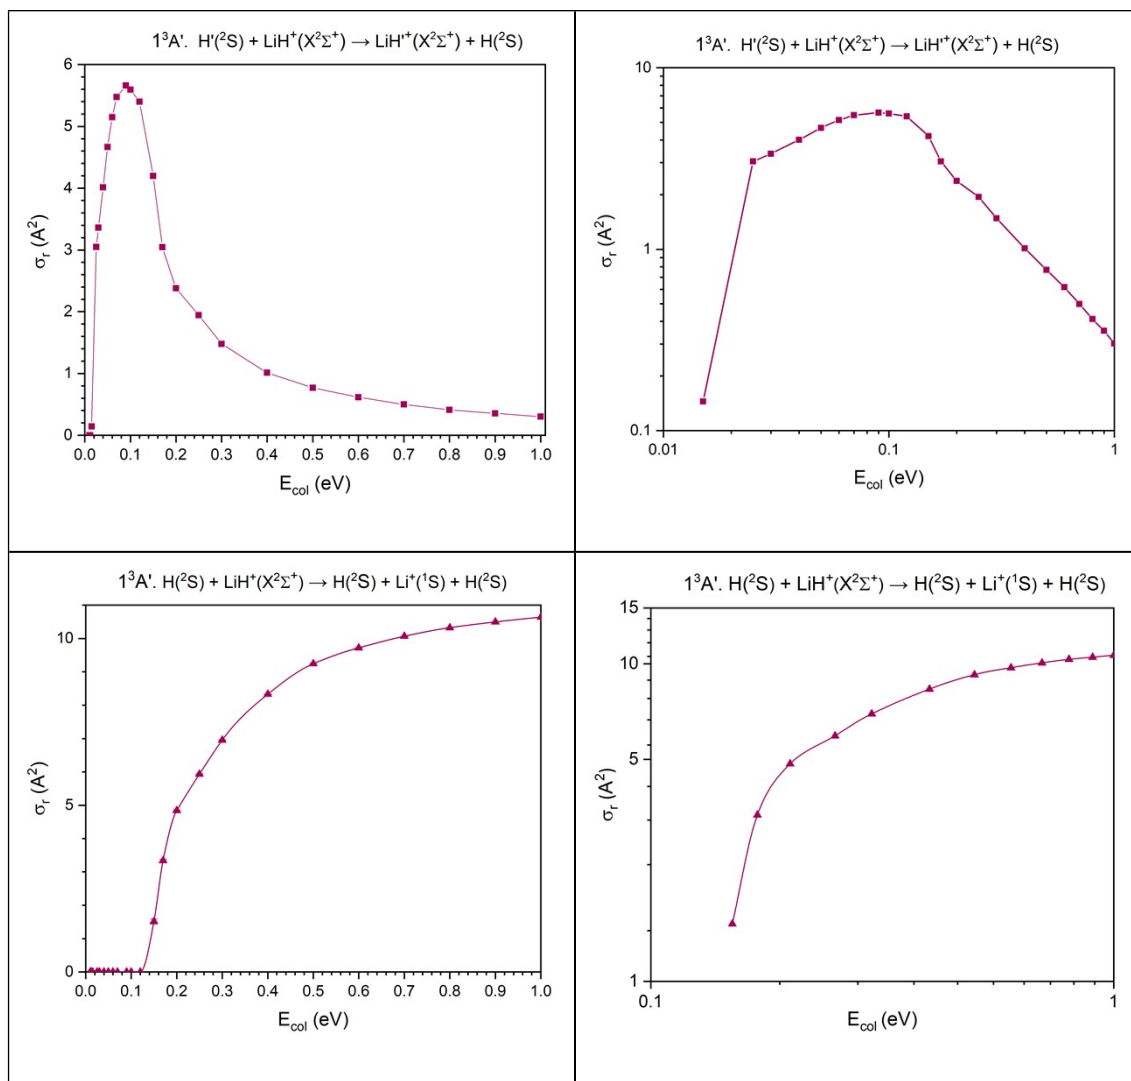 1³A'. H'(²S) + LiH⁺(X²Σ⁺) → LiH'⁺(X²Σ⁺) + H(²S)
6
5
4
3
2
1
0
σᵣ (A²)
0.0 0.1 0.2 0.3 0.4 0.5 0.6 0.7 0.8 0.9 1.0
E_col (eV)
1³A'. H'(²S) + LiH⁺(X²Σ⁺) → LiH'⁺(X²Σ⁺) + H(²S)
10
1
0.1
σᵣ (A²)
0.01 0.1 1
E_col (eV)
1³A'. H(²S) + LiH⁺(X²Σ⁺) → H(²S) + Li⁺(¹S) + H(²S)
10
5
0
σᵣ (A²)
0.0 0.1 0.2 0.3 0.4 0.5 0.6 0.7 0.8 0.9 1.0
E_col (eV)
1³A'. H(²S) + LiH⁺(X²Σ⁺) → H(²S) + Li⁺(¹S) + H(²S)
15
10
5
1
σᵣ (A²)
0.1 1
E_col (eV)